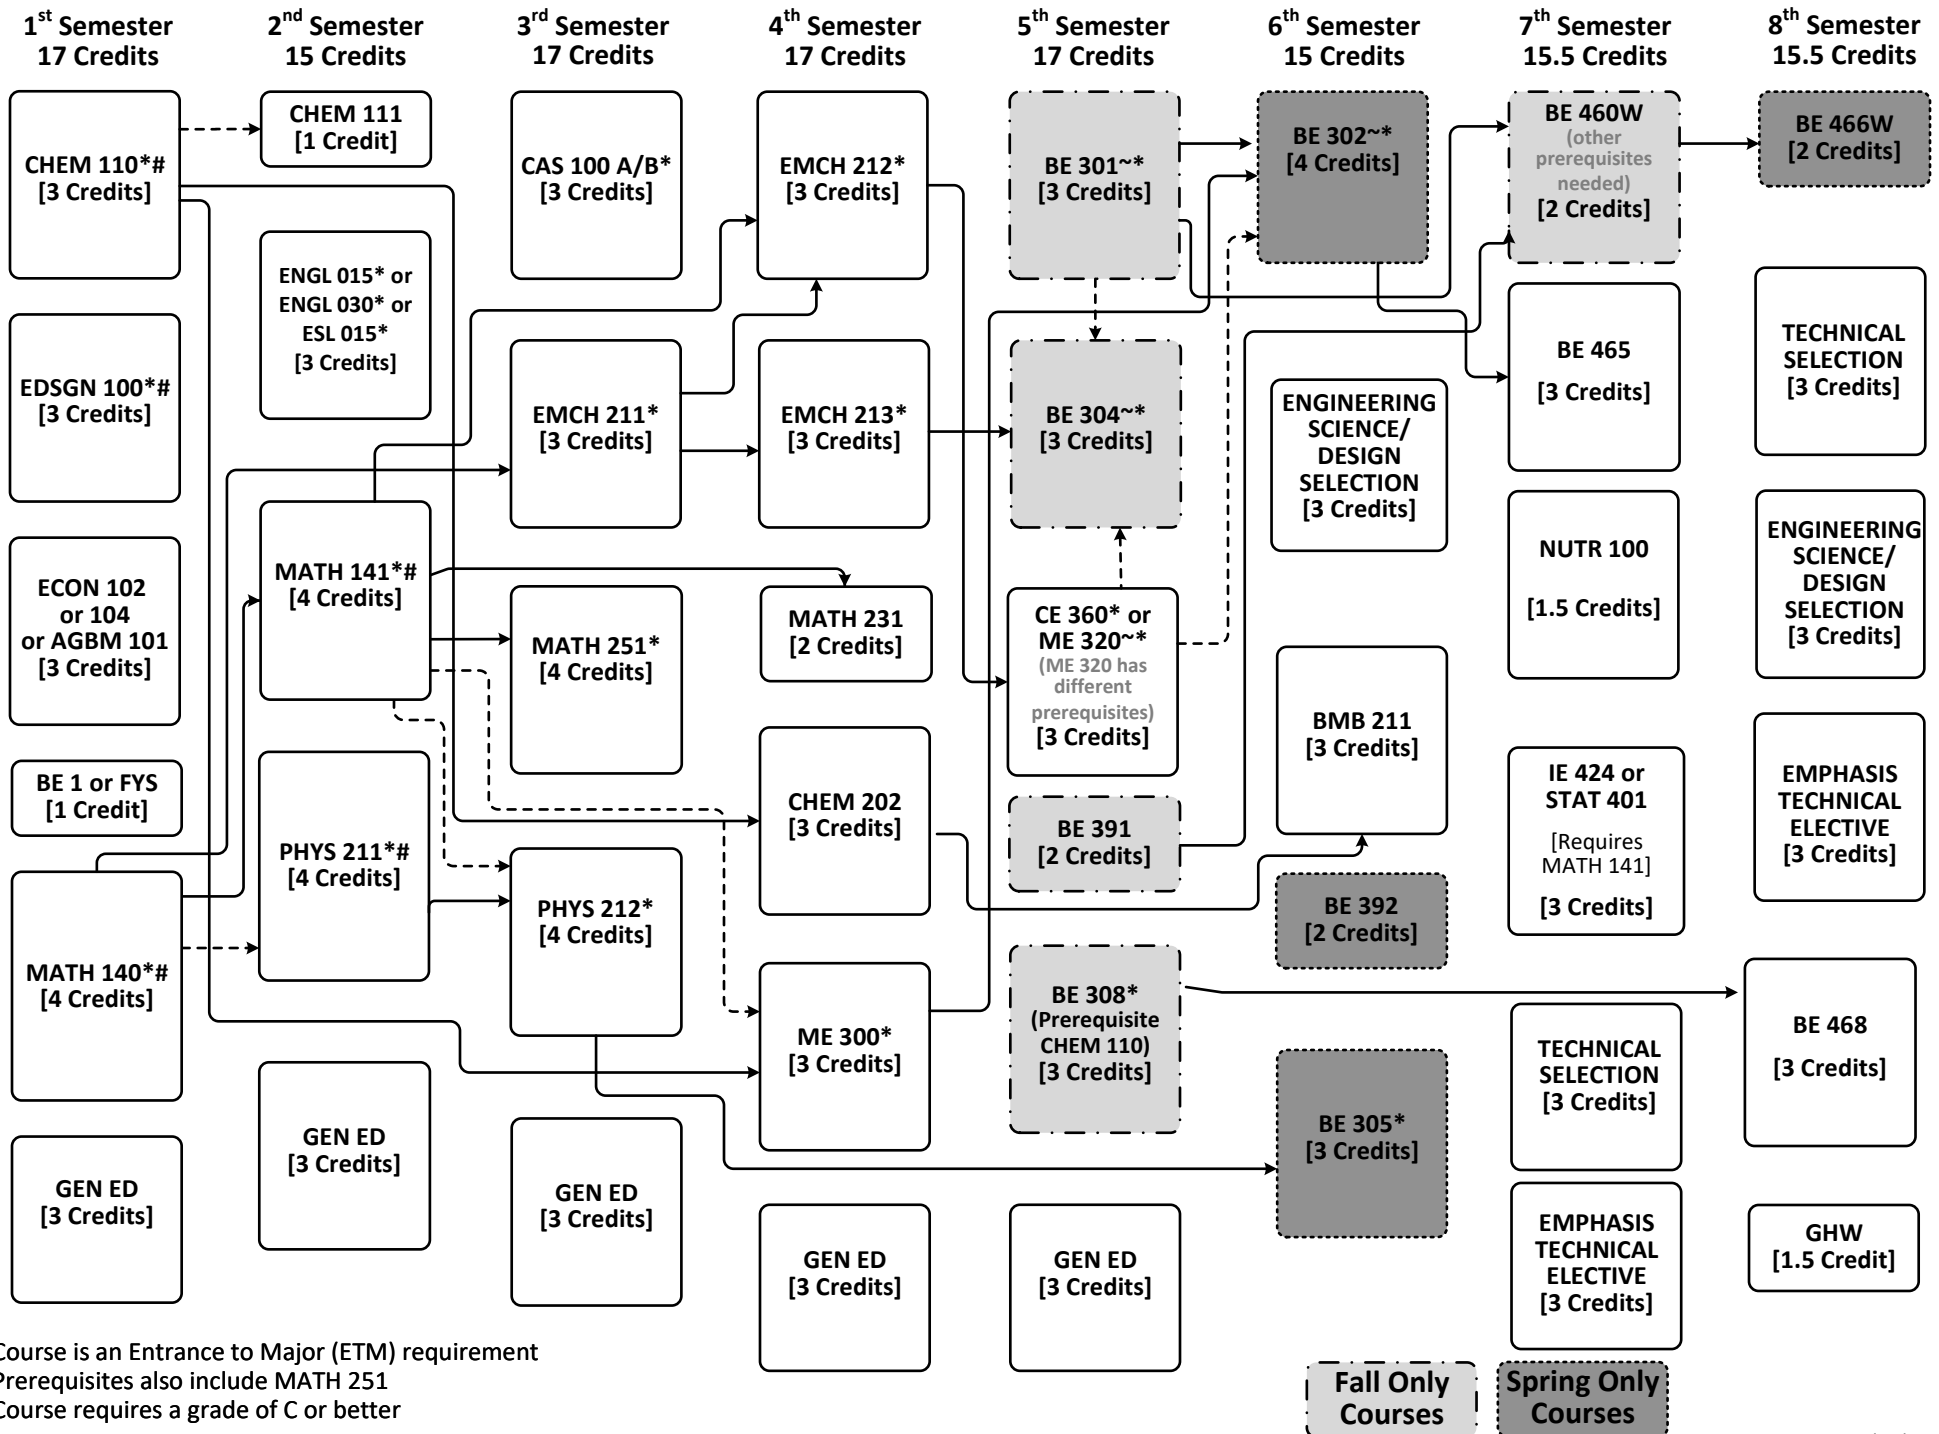 1st Semester
17 Credits
2nd Semester
15 Credits
3rd Semester
17 Credits
4th Semester
17 Credits
5th Semester
17 Credits
6th Semester
15 Credits
7th Semester
15.5 Credits
8th Semester
15.5 Credits
CHEM 110*#
[3 Credits]
EDSGN 100*#
[3 Credits]
ECON 102
or 104
or AGBM 101
[3 Credits]
BE 1 or FYS
[1 Credit]
MATH 140*#
[4 Credits]
GEN ED
[3 Credits]
CHEM 111
[1 Credit]
ENGL 015* or
ENGL 030* or
ESL 015*
[3 Credits]
MATH 141*#
[4 Credits]
PHYS 211*#
[4 Credits]
GEN ED
[3 Credits]
CAS 100 A/B*
[3 Credits]
EMCH 211*
[3 Credits]
MATH 251*
[4 Credits]
PHYS 212*
[4 Credits]
GEN ED
[3 Credits]
EMCH 212*
[3 Credits]
EMCH 213*
[3 Credits]
MATH 231
[2 Credits]
CHEM 202
[3 Credits]
ME 300*
[3 Credits]
GEN ED
[3 Credits]
BE 301~*
[3 Credits]
BE 304~*
[3 Credits]
CE 360* or
ME 320~*
(ME 320 has
different
prerequisites)
[3 Credits]
BE 391
[2 Credits]
BE 308*
(Prerequisite
CHEM 110)
[3 Credits]
GEN ED
[3 Credits]
BE 302~*
[4 Credits]
ENGINEERING
SCIENCE/
DESIGN
SELECTION
[3 Credits]
BMB 211
[3 Credits]
BE 392
[2 Credits]
BE 305*
[3 Credits]
BE 460W
(other
prerequisites
needed)
[2 Credits]
BE 465
[3 Credits]
NUTR 100
[1.5 Credits]
IE 424 or
STAT 401
[Requires
MATH 141]
[3 Credits]
TECHNICAL
SELECTION
[3 Credits]
EMPHASIS
TECHNICAL
ELECTIVE
[3 Credits]
BE 466W
[2 Credits]
TECHNICAL
SELECTION
[3 Credits]
ENGINEERING
SCIENCE/
DESIGN
SELECTION
[3 Credits]
EMPHASIS
TECHNICAL
ELECTIVE
[3 Credits]
BE 468
[3 Credits]
GHW
[1.5 Credit]
Course is an Entrance to Major (ETM) requirement
Prerequisites also include MATH 251
Course requires a grade of C or better
Fall Only
Courses
Spring Only
Courses